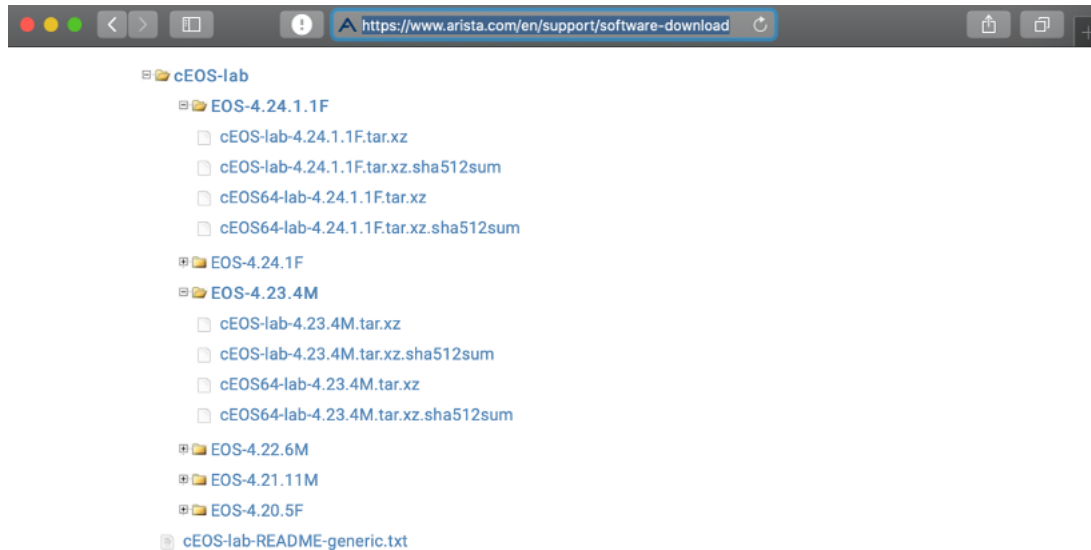 https://www.arista.com/en/support/software-download
cEOS-lab
EOS-4.24.1.1F
cEOS-lab-4.24.1.1F.tar.xz
cEOS-lab-4.24.1.1F.tar.xz.sha512sum
cEOS64-lab-4.24.1.1F.tar.xz
cEOS64-lab-4.24.1.1F.tar.xz.sha512sum
EOS-4.24.1F
EOS-4.23.4M
cEOS-lab-4.23.4M.tar.xz
cEOS-lab-4.23.4M.tar.xz.sha512sum
cEOS64-lab-4.23.4M.tar.xz
cEOS64-lab-4.23.4M.tar.xz.sha512sum
EOS-4.22.6M
EOS-4.21.11M
EOS-4.20.5F
cEOS-lab-README-generic.txt